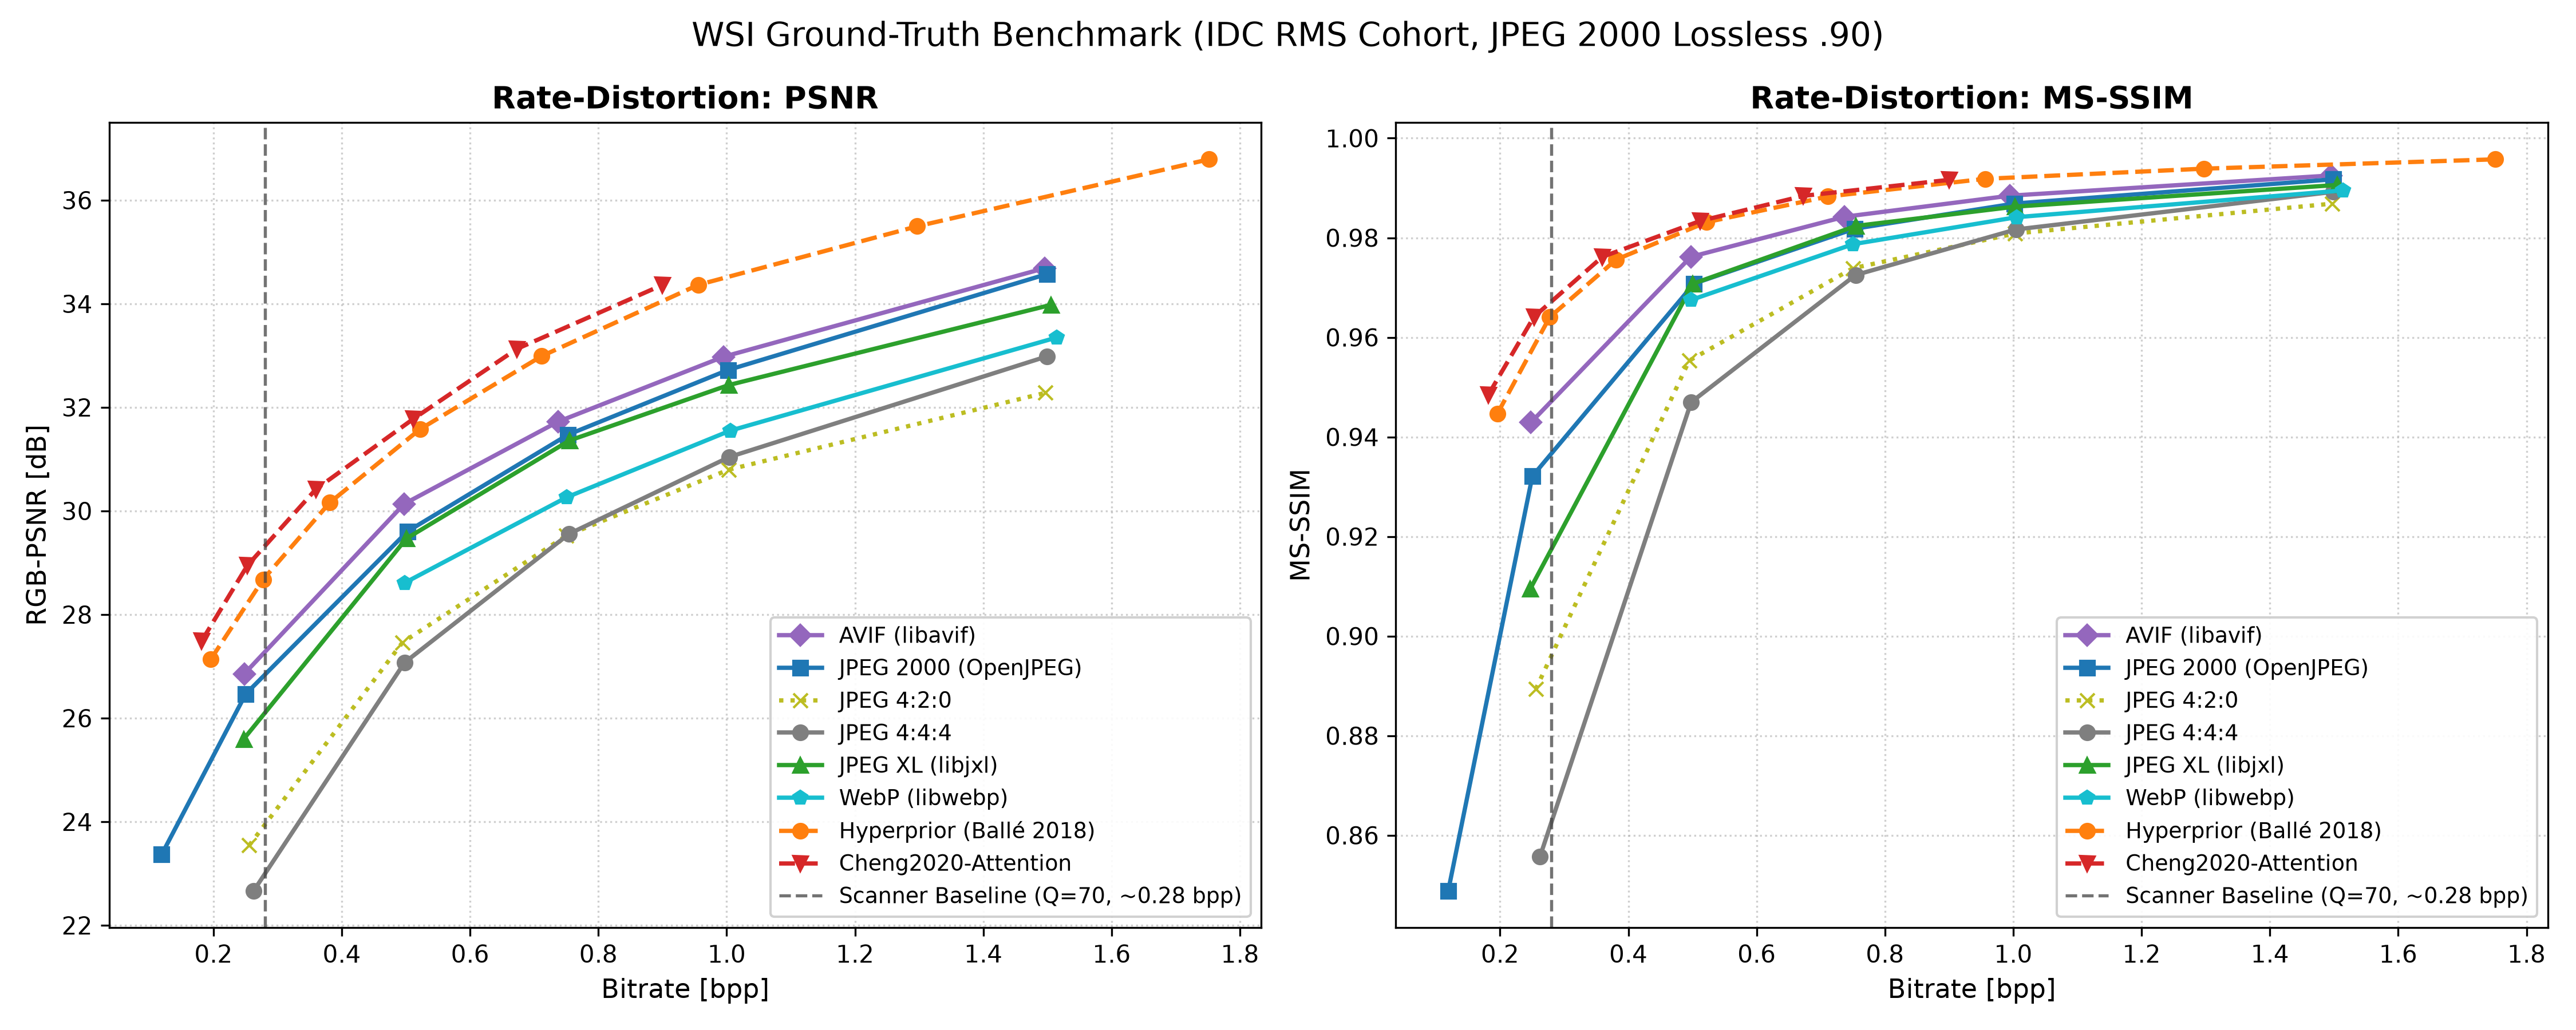 WSI Ground-Truth Benchmark (IDC RMS Cohort, JPEG 2000 Lossless .90)
Rate-Distortion: PSNR
RGB-PSNR [dB]
36
34
32
30
28
26
24
22
0.2 0.4 0.6 0.8 1.0 1.2 1.4 1.6 1.8
Bitrate [bpp]
AVIF (libavif)
JPEG 2000 (OpenJPEG)
JPEG 4:2:0
JPEG 4:4:4
JPEG XL (libjxl)
WebP (libwebp)
Hyperprior (Ballé 2018)
Cheng2020-Attention
Scanner Baseline (Q=70, ~0.28 bpp)
Rate-Distortion: MS-SSIM
MS-SSIM
1.00
0.98
0.96
0.94
0.92
0.90
0.88
0.86
0.2 0.4 0.6 0.8 1.0 1.2 1.4 1.6 1.8
Bitrate [bpp]
AVIF (libavif)
JPEG 2000 (OpenJPEG)
JPEG 4:2:0
JPEG 4:4:4
JPEG XL (libjxl)
WebP (libwebp)
Hyperprior (Ballé 2018)
Cheng2020-Attention
Scanner Baseline (Q=70, ~0.28 bpp)